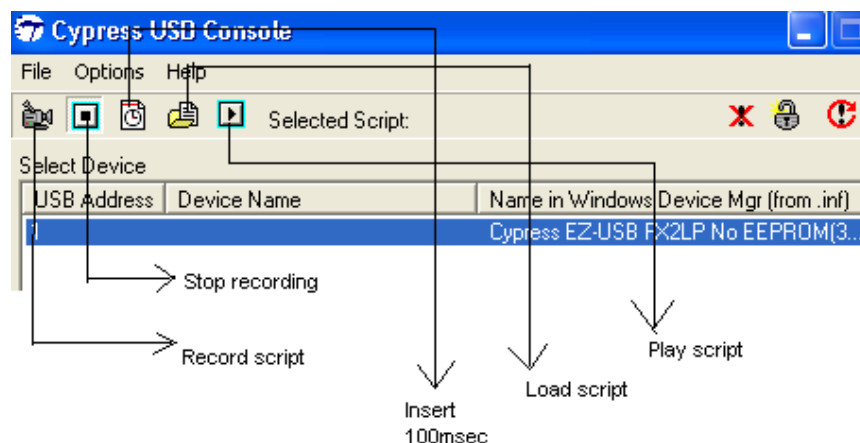 Cypress USB Console
File Options Help
Selected Script:
Select Device
USB Address Device Name Name in Windows Device Mgr (from .inf)
1 Cypress EZ-USB FX2LP No EEPROM(3...
Stop recording
Record script
Play script
Load script
Insert
100msec